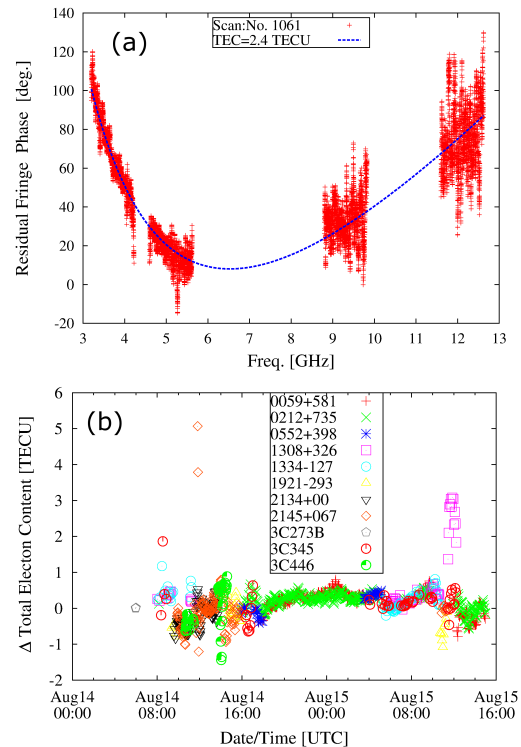 (a)
Scan:No. 1061
TEC=2.4 TECU
Residual Fringe Phase [deg.]
140
120
100
80
60
40
20
0
-20
3 4 5 6 7 8 9 10 11 12 13
Freq. [GHz]
(b)
0059+581
0212+735
0552+398
1308+326
1334-127
1921-293
2134+00
2145+067
3C273B
3C345
3C446
Δ Total Electon Content [TECU]
6
5
4
3
2
1
0
-1
-2
Aug14 Aug14 Aug14 Aug15 Aug15 Aug15
00:00 08:00 16:00 00:00 08:00 16:00
Date/Time [UTC]